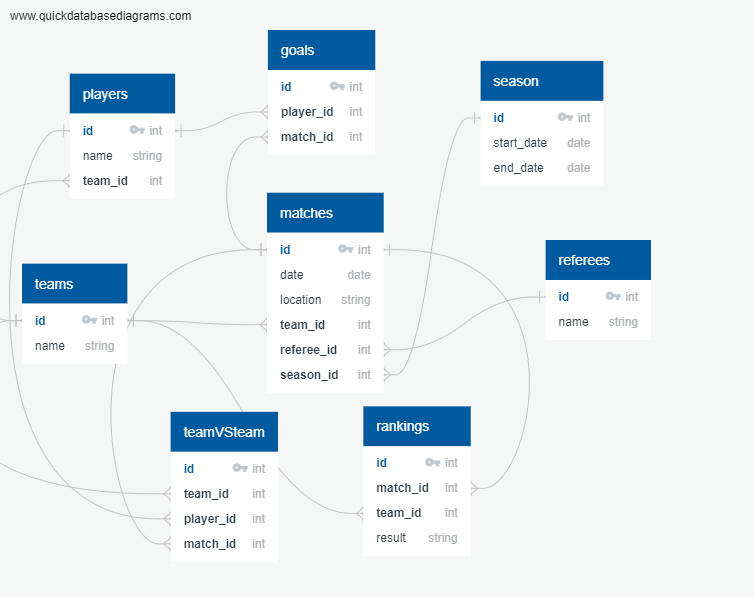 www.quickdatabasediagrams.com
goals
id int
player_id int
match_id int
season
id int
start_date date
end_date date
players
id int
name string
team_id int
matches
id int
date date
location string
team_id int
referee_id int
season_id int
referees
id int
name string
teams
id int
name string
teamVSteam
id int
team_id int
player_id int
match_id int
rankings
id int
match_id int
team_id int
result string